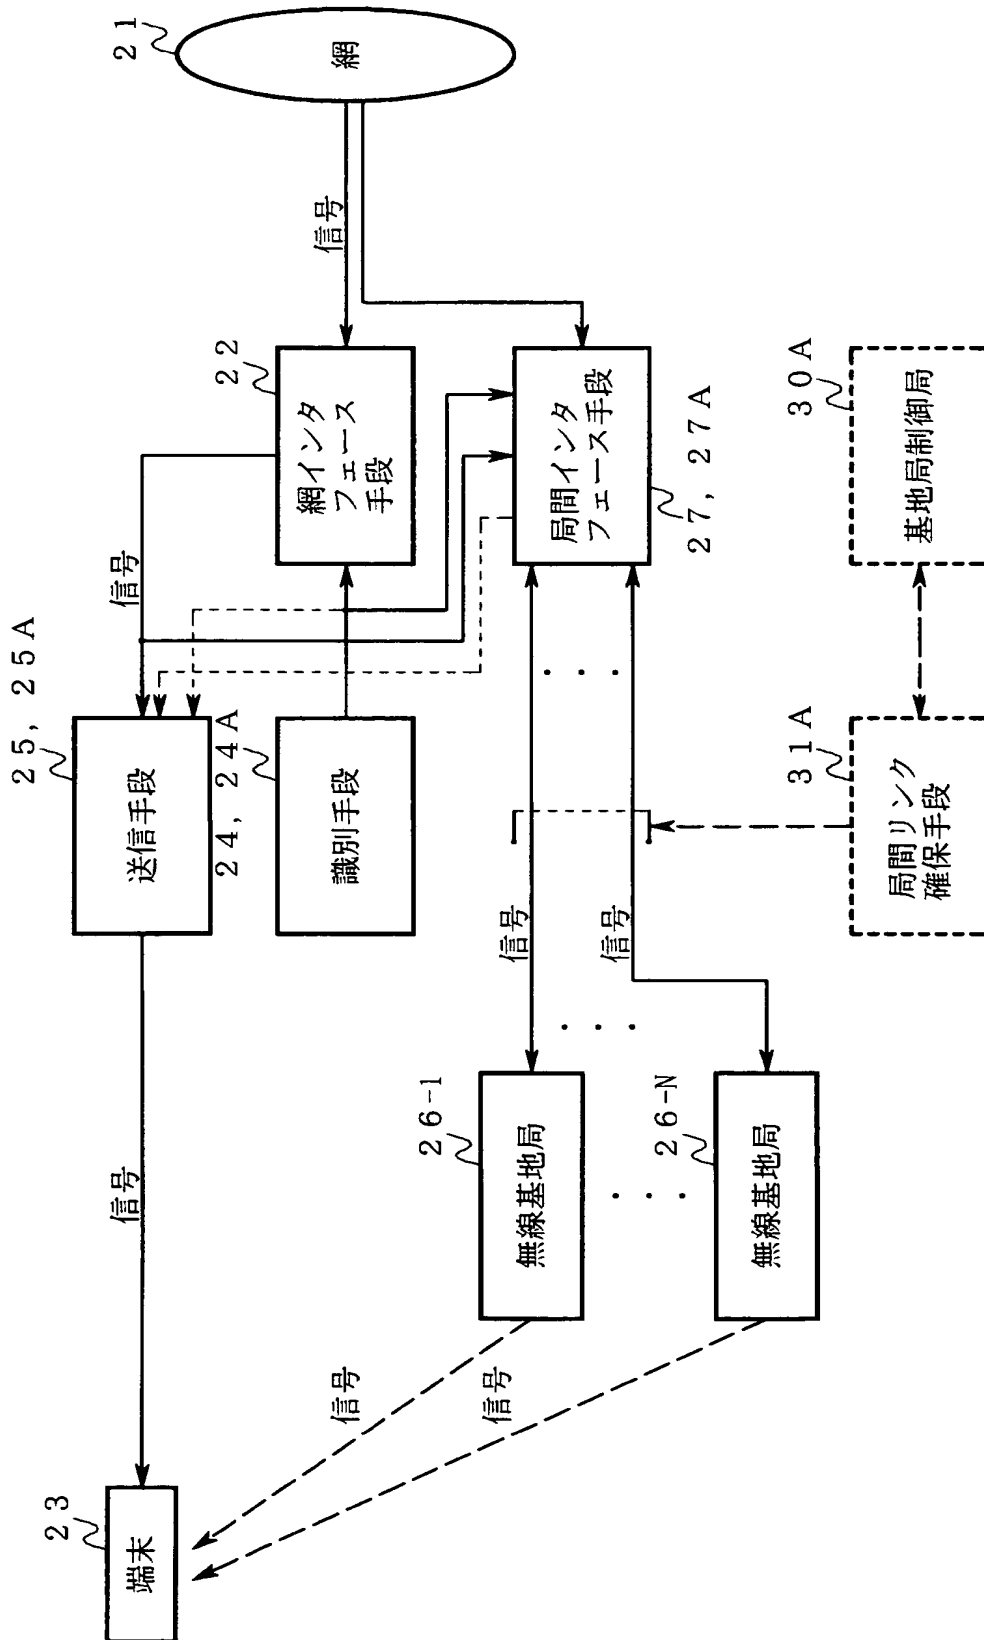 21
網
信号
22
網インタ
フェース
手段
信号
局間インタ
フェース手段
27, 27A
30A
基地局制御局
25, 25A
送信手段
24, 24A
識別手段
31A
局間リンク
確保手段
信号
信号
信号
26-1
無線基地局
26-N
無線基地局
信号
信号
23
端末